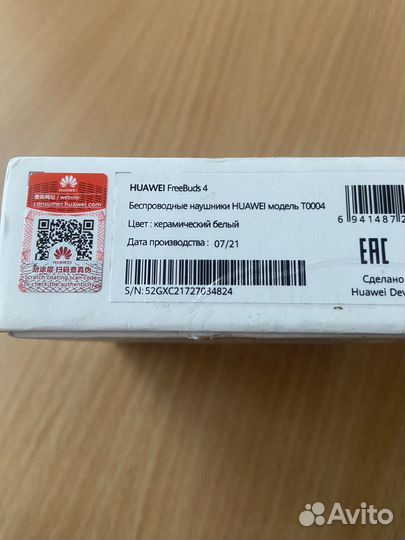 HUAWEI
查询网址 / website:
consumer.huawei.com
HUAWEI
刮涂层 扫码查真伪
Scratch coating,scan code
to check the authenticity
HUAWEI FreeBuds 4
Беспроводные наушники HUAWEI модель T0004
Цвет : керамический белый
Дата производства : 07/21
S/N: 52GXC21727034824
6 941487 2
EAC
Сделано
Huawei Dev
Avito